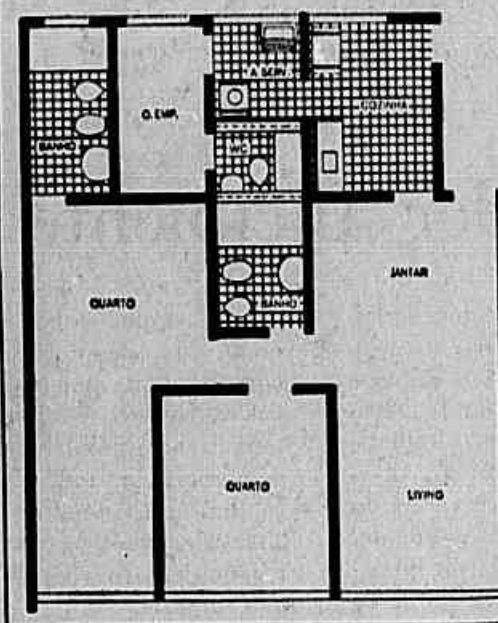 A SERV.
COZINHA
Q. EMP.
BANHO
WC
JANTAR
QUARTO
BANHO
QUARTO
LIVING